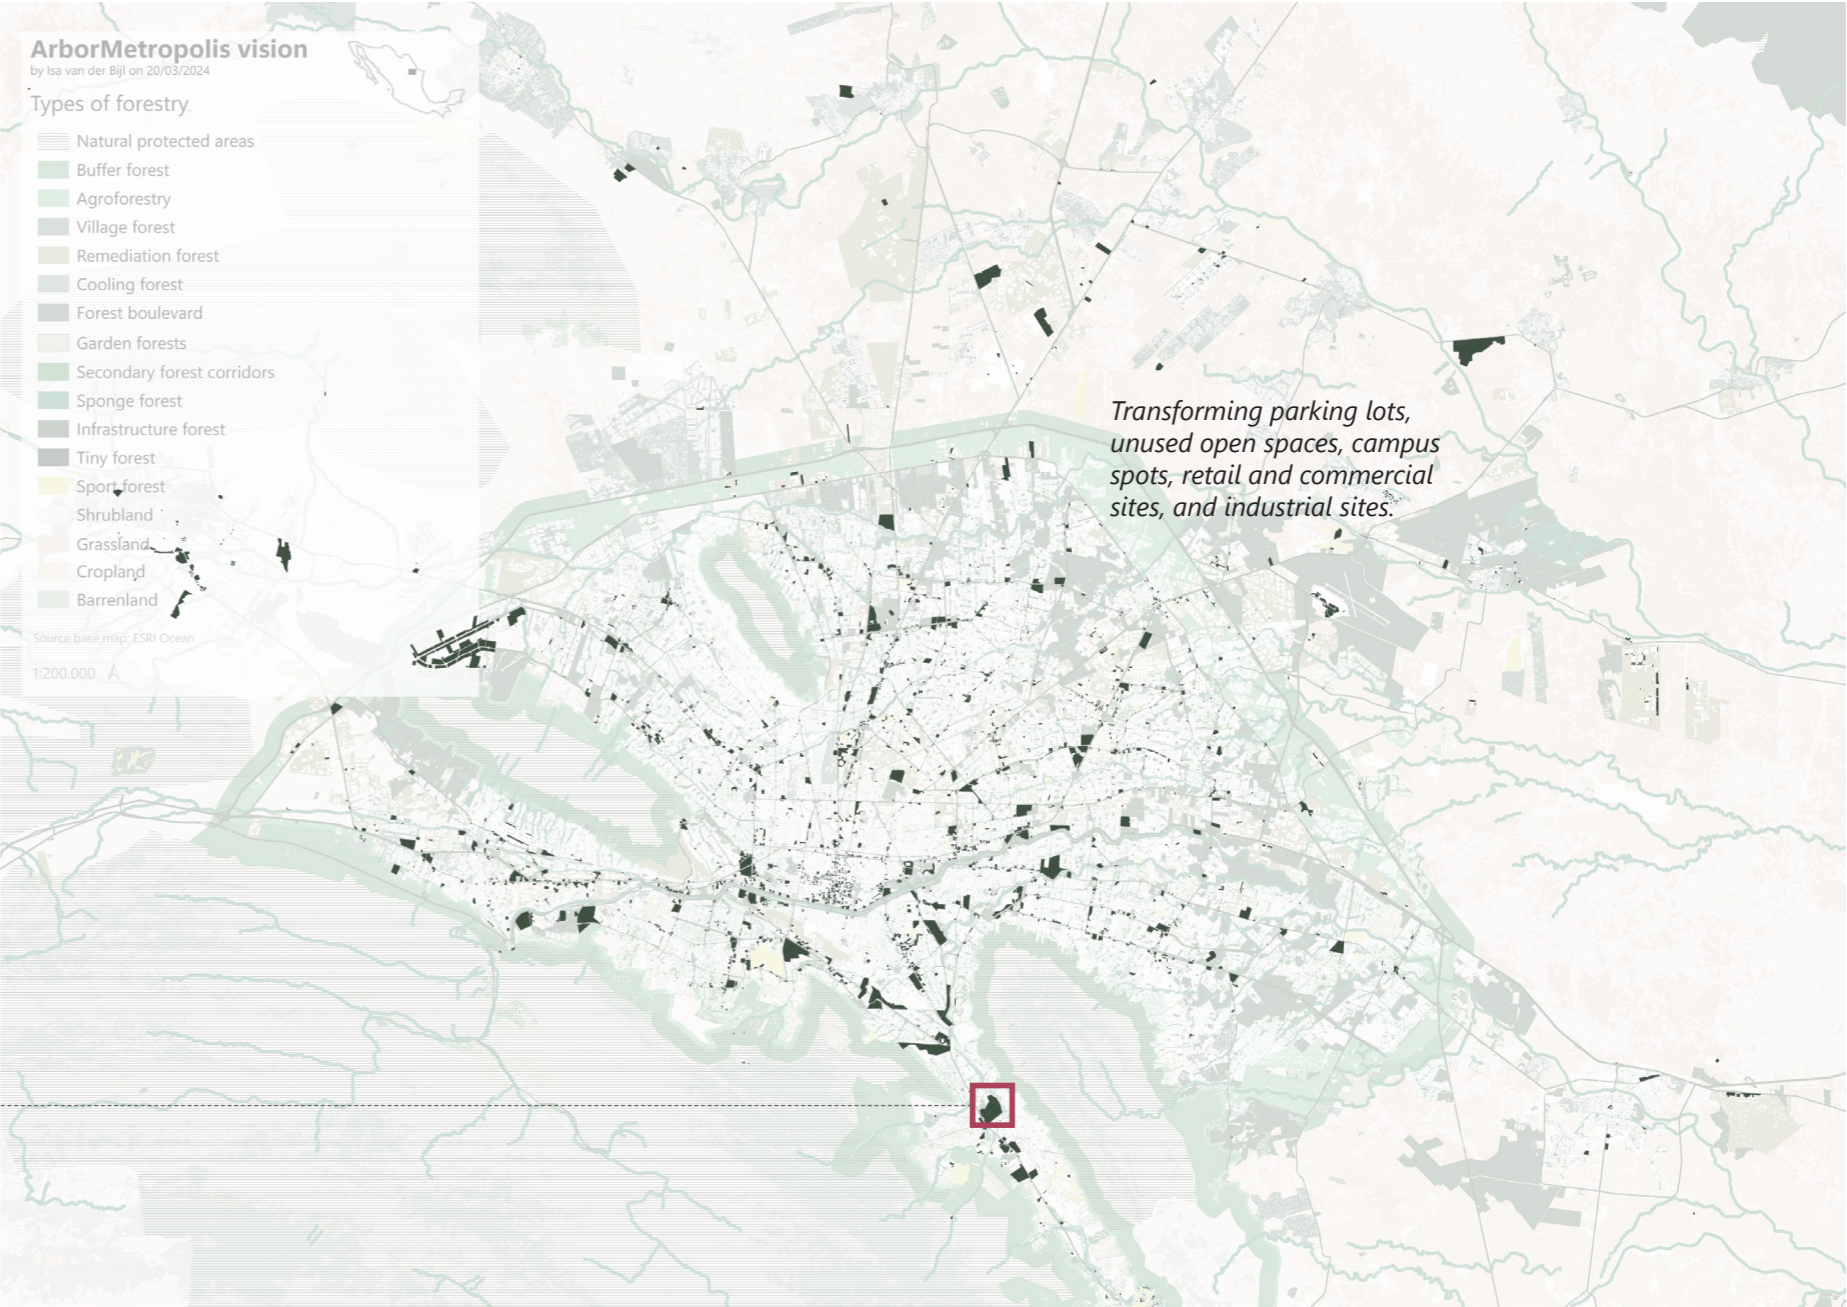 ArborMetropolis vision
by Isa van der Bijl on 20/03/2024
Types of forestry
Natural protected areas
Buffer forest
Agroforestry
Village forest
Remediation forest
Cooling forest
Forest boulevard
Garden forests
Secondary forest corridors
Sponge forest
Infrastructure forest
Tiny forest
Sport forest
Shrubland
Grassland
Cropland
Barrenland
Source base map: ESRI Ocean
1:200.000
Transforming parking lots,
unused open spaces, campus
spots, retail and commercial
sites, and industrial sites.